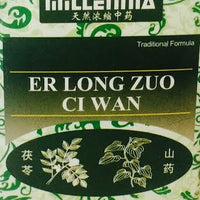 MILLENNIA
天然浓缩中药
Traditional Formula
ER LONG ZUO
CI WAN
茯苓
山药